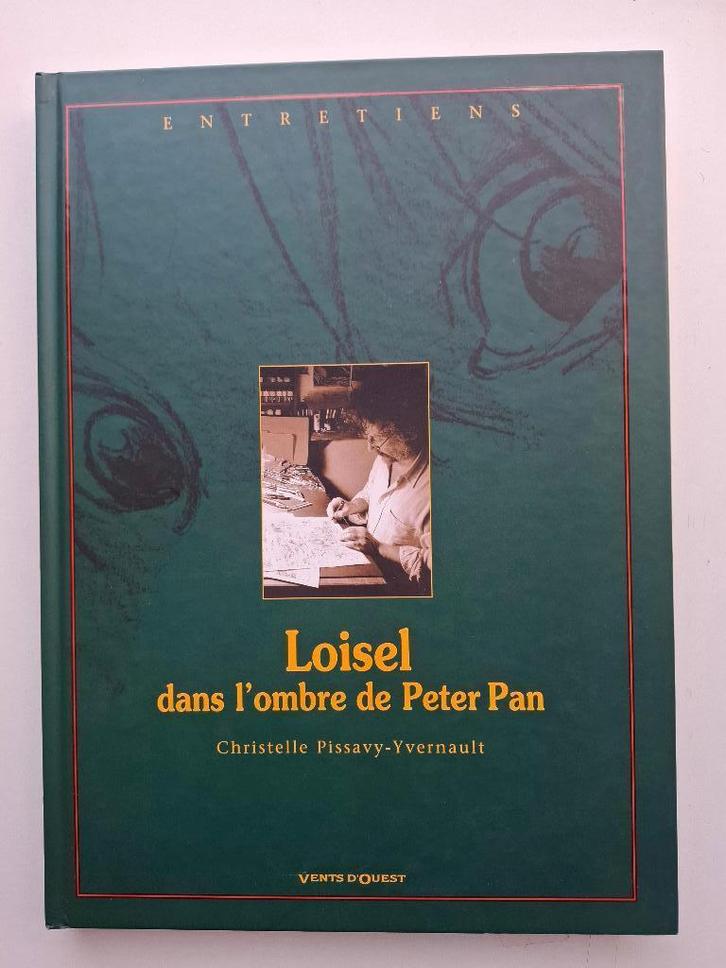 ENTRETIENS
Loisel
dans l'ombre de Peter Pan
Christelle Pissavy-Yvernault
VENTS D'OUEST